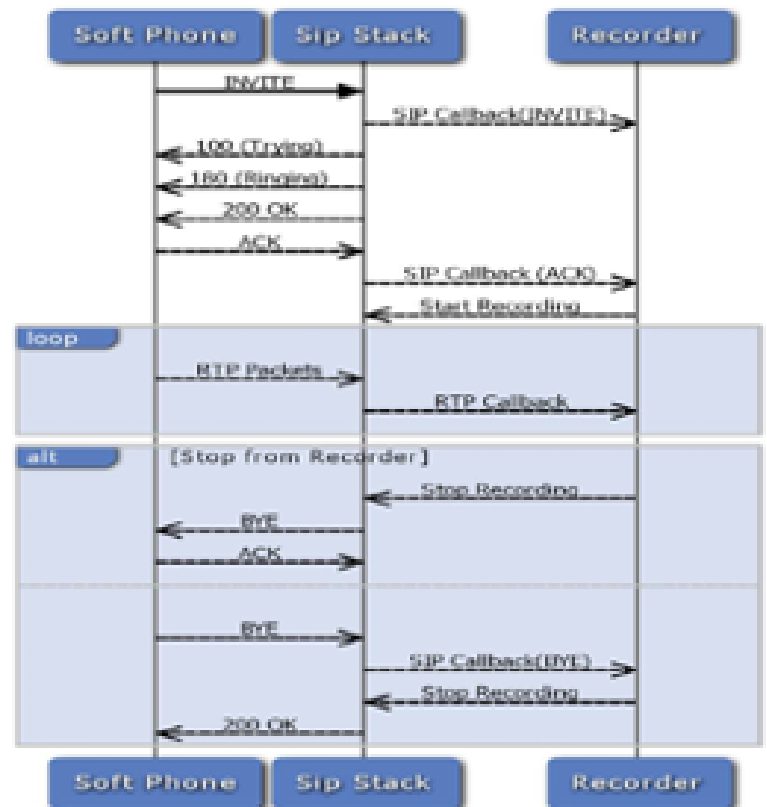 Soft Phone Sip Stack Recorder
INVITE
SIP Callback(INVITE)
100 (Trying)
180 (Ringing)
200 OK
ACK
SIP Callback (ACK)
Start Recording
loop
RTP Packets
RTP Callback
alt [Stop from Recorder]
Stop Recording
BYE
ACK
BYE
SIP Callback(BYE)
Stop Recording
200 OK
Soft Phone Sip Stack Recorder